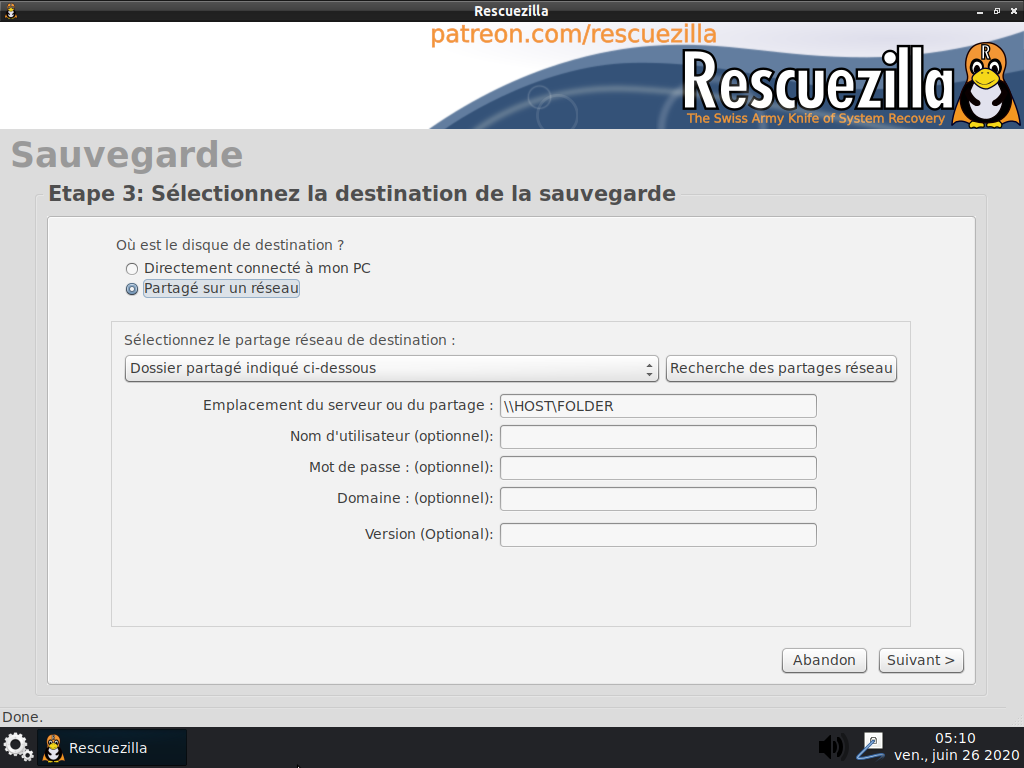 Rescuezilla
patreon.com/rescuezilla
Rescuezilla
R
The Swiss Army Knife of System Recovery
Sauvegarde
Etape 3: Sélectionnez la destination de la sauvegarde
Où est le disque de destination ?
Directement connecté à mon PC
Partagé sur un réseau
Sélectionnez le partage réseau de destination :
Dossier partagé indiqué ci-dessous
Recherche des partages réseau
Emplacement du serveur ou du partage : \\HOST\FOLDER
Nom d'utilisateur (optionnel):
Mot de passe : (optionnel):
Domaine : (optionnel):
Version (Optional):
Abandon
Suivant >
Done.
Rescuezilla
05:10
ven., juin 26 2020